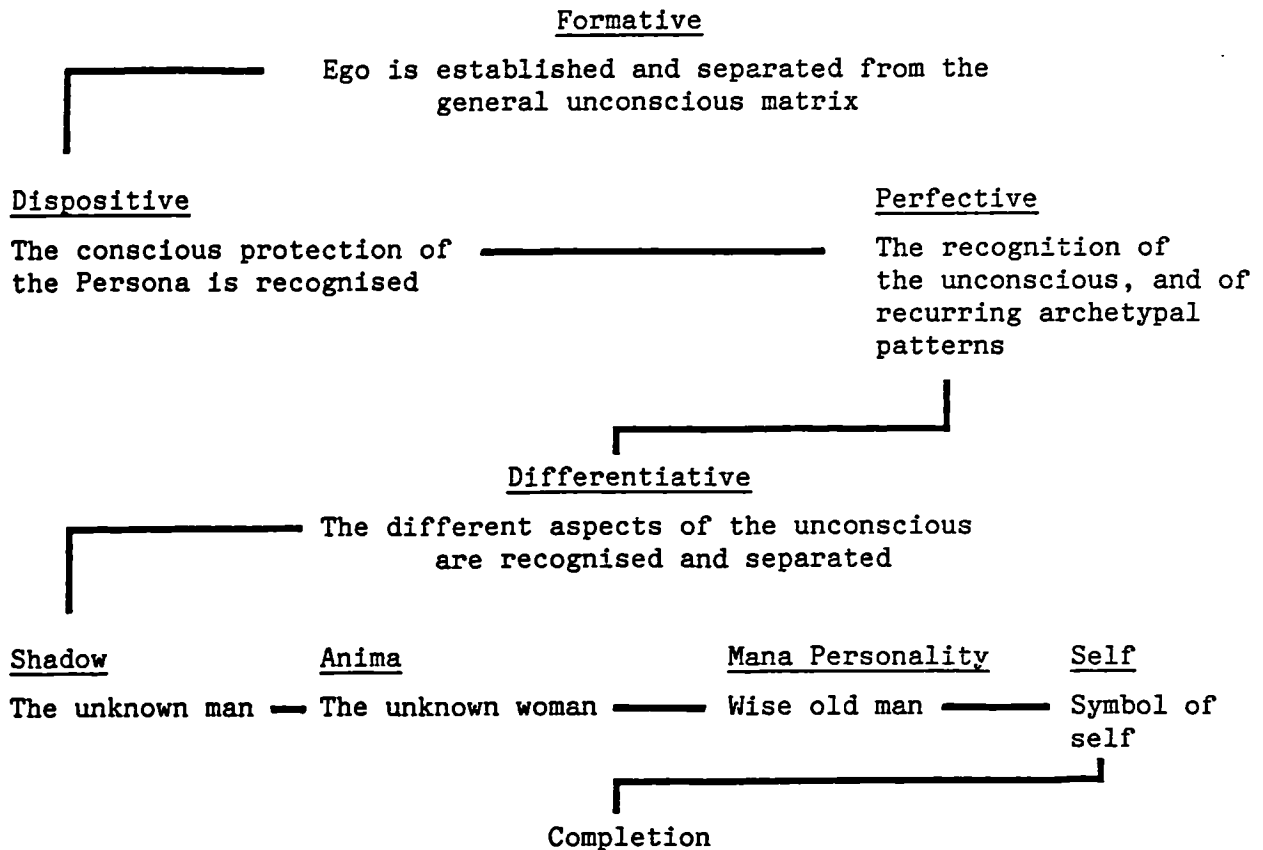 Formative
Ego is established and separated from the
general unconscious matrix
Dispositive
The conscious protection of
the Persona is recognised
Perfective
The recognition of
the unconscious, and of
recurring archetypal
patterns
Differentiative
The different aspects of the unconscious
are recognised and separated
Shadow
The unknown man
Anima
The unknown woman
Mana Personality
Wise old man
Self
Symbol of
self
Completion